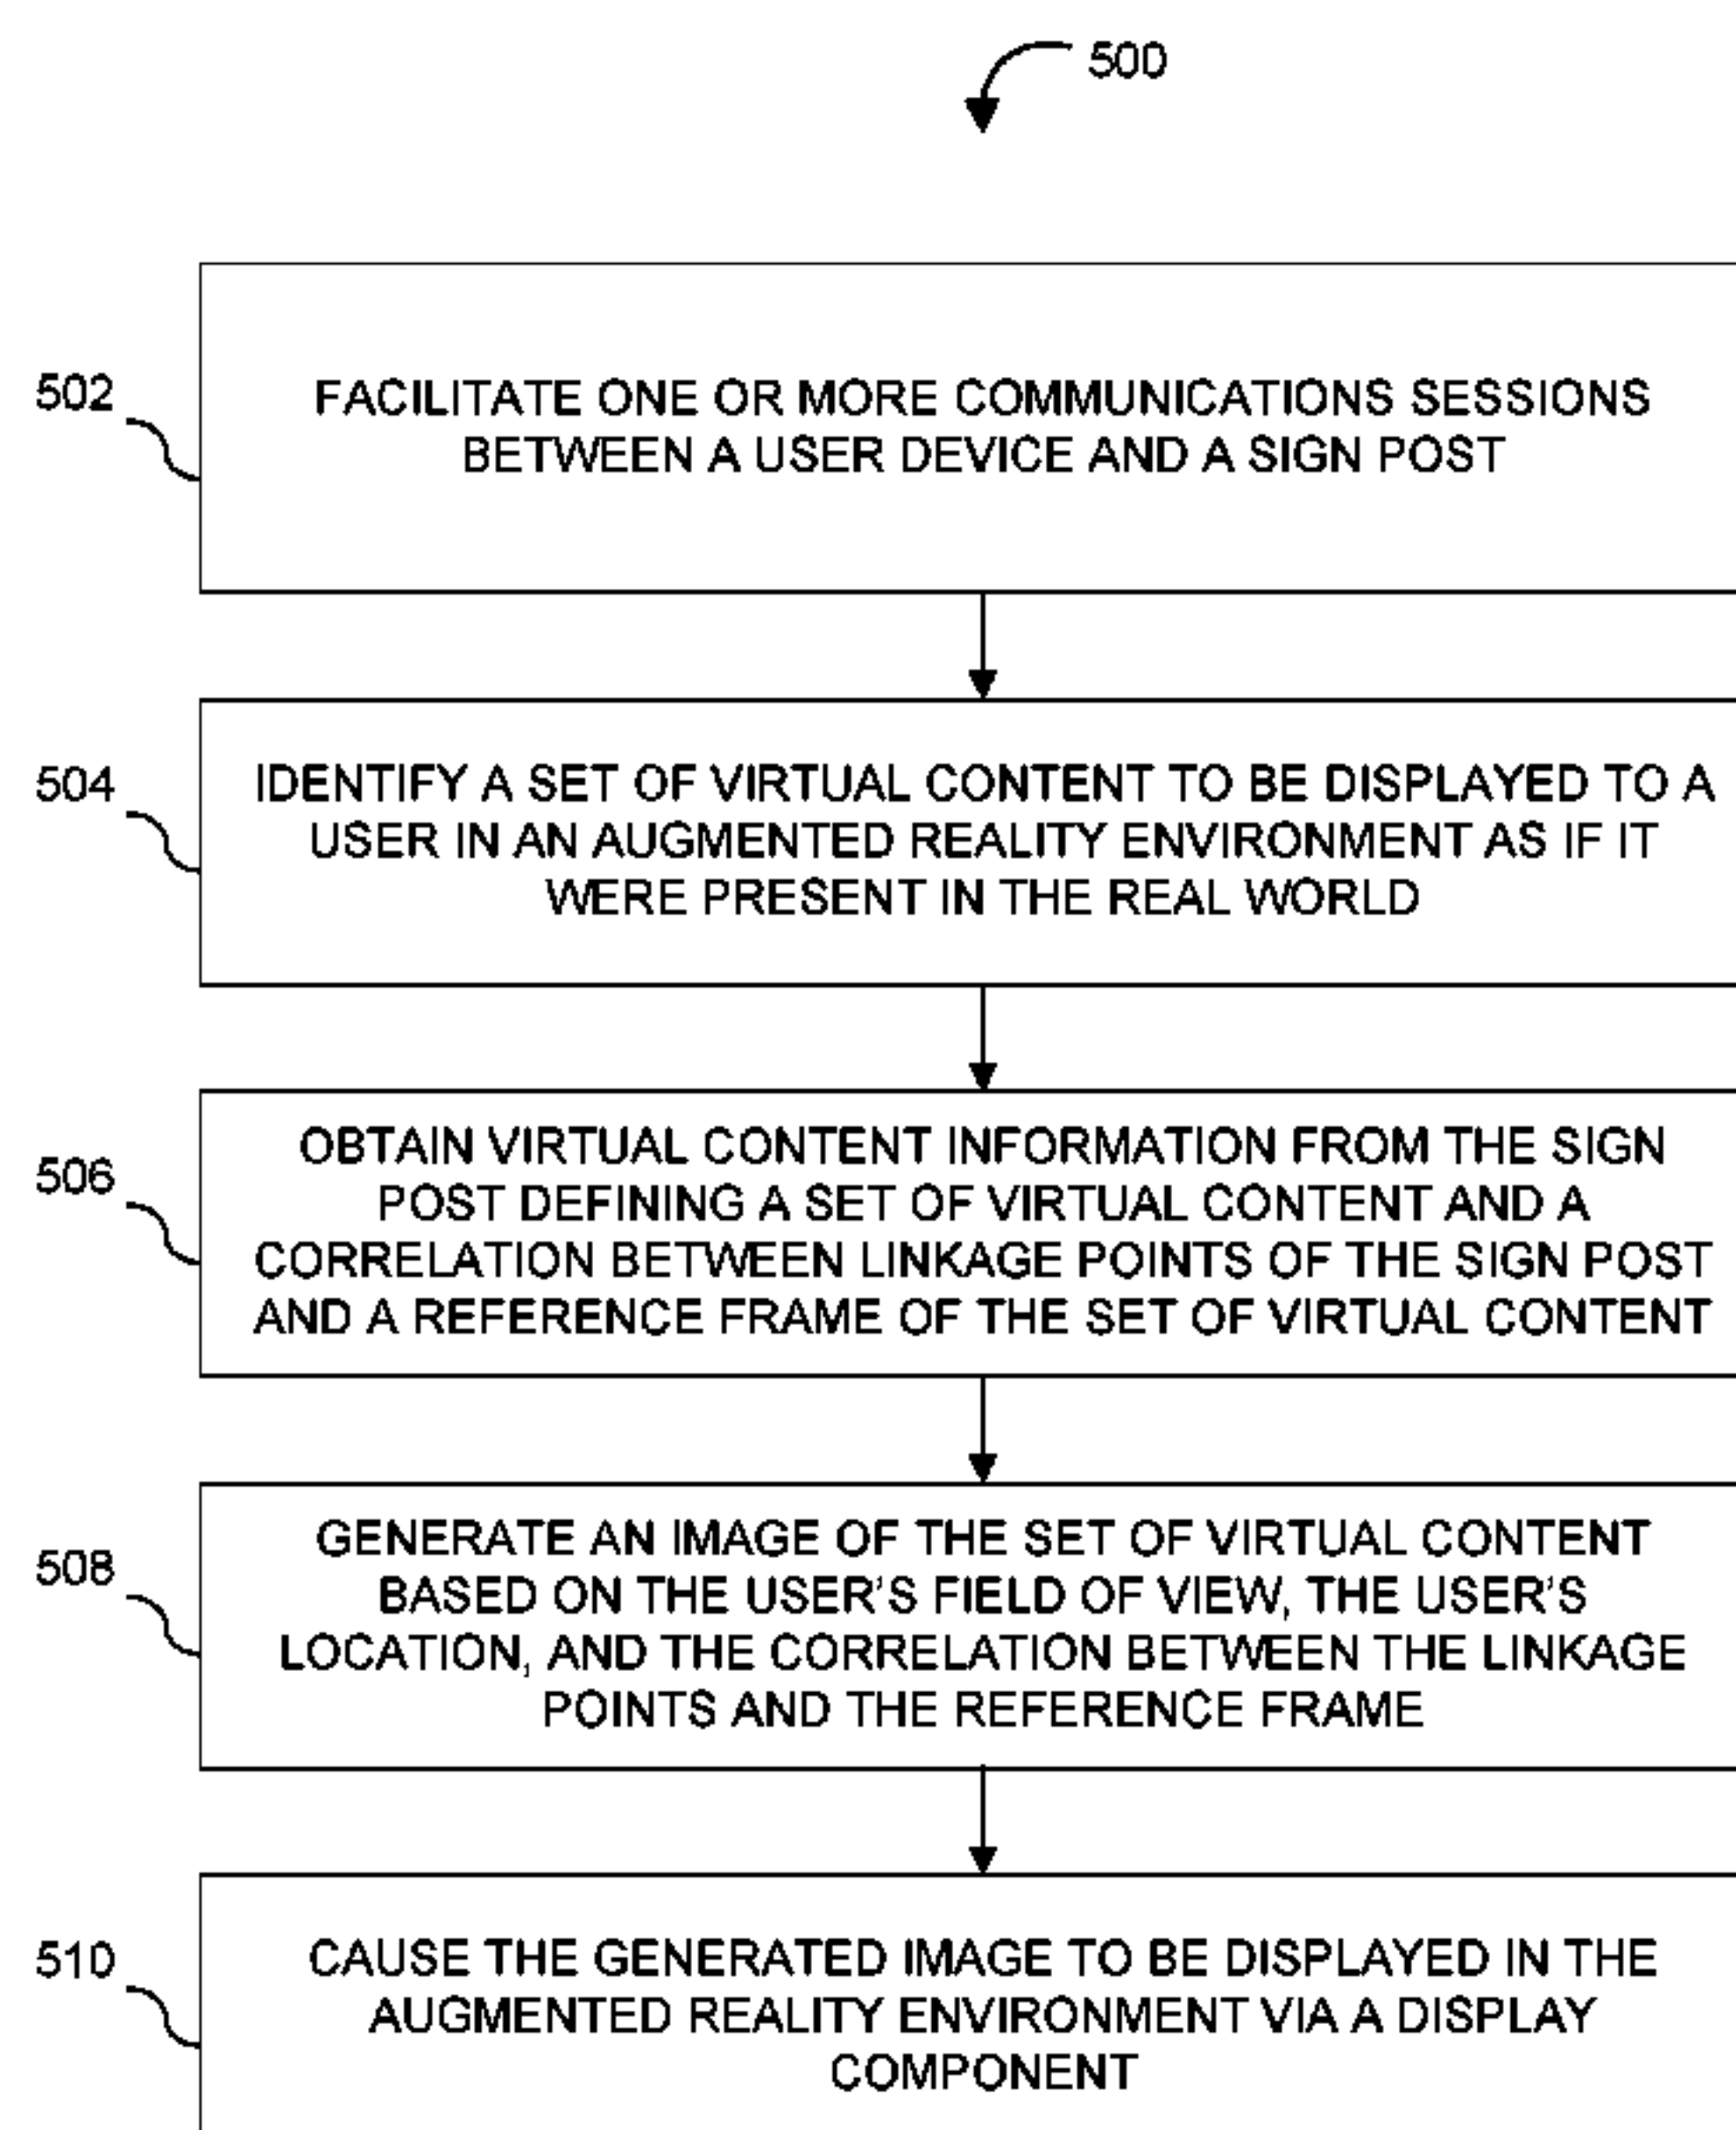 500
502
FACILITATE ONE OR MORE COMMUNICATIONS SESSIONS
BETWEEN A USER DEVICE AND A SIGN POST
504
IDENTIFY A SET OF VIRTUAL CONTENT TO BE DISPLAYED TO A
USER IN AN AUGMENTED REALITY ENVIRONMENT AS IF IT
WERE PRESENT IN THE REAL WORLD
506
OBTAIN VIRTUAL CONTENT INFORMATION FROM THE SIGN
POST DEFINING A SET OF VIRTUAL CONTENT AND A
CORRELATION BETWEEN LINKAGE POINTS OF THE SIGN POST
AND A REFERENCE FRAME OF THE SET OF VIRTUAL CONTENT
508
GENERATE AN IMAGE OF THE SET OF VIRTUAL CONTENT
BASED ON THE USER'S FIELD OF VIEW, THE USER'S
LOCATION, AND THE CORRELATION BETWEEN THE LINKAGE
POINTS AND THE REFERENCE FRAME
510
CAUSE THE GENERATED IMAGE TO BE DISPLAYED IN THE
AUGMENTED REALITY ENVIRONMENT VIA A DISPLAY
COMPONENT